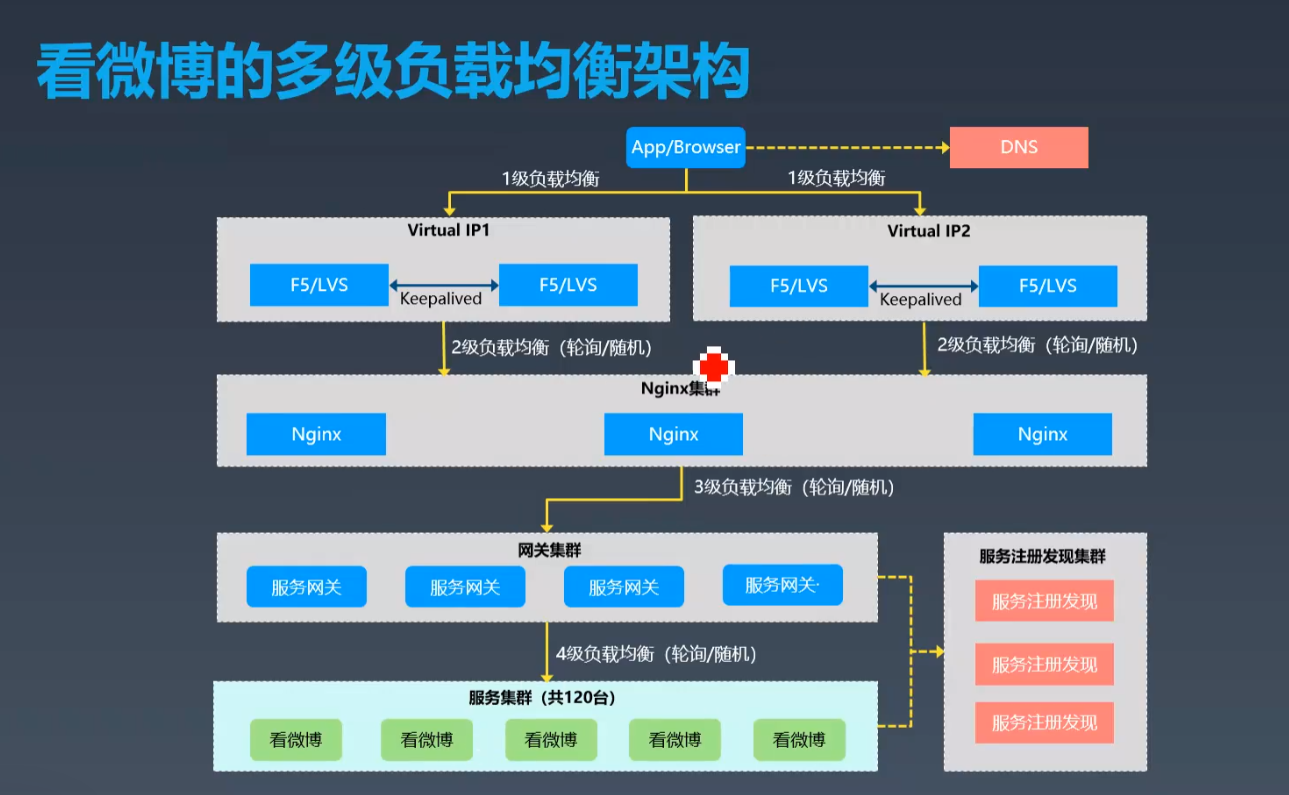 看微博的多级负载均衡架构
App/Browser
DNS
1级负载均衡
1级负载均衡
Virtual IP1
F5/LVS
Keepalived
F5/LVS
Virtual IP2
F5/LVS
Keepalived
F5/LVS
2级负载均衡（轮询/随机）
2级负载均衡（轮询/随机）
Nginx集群
Nginx
Nginx
Nginx
3级负载均衡（轮询/随机）
网关集群
服务网关
服务网关
服务网关
服务网关·
服务注册发现集群
服务注册发现
服务注册发现
服务注册发现
4级负载均衡（轮询/随机）
服务集群（共120台）
看微博
看微博
看微博
看微博
看微博